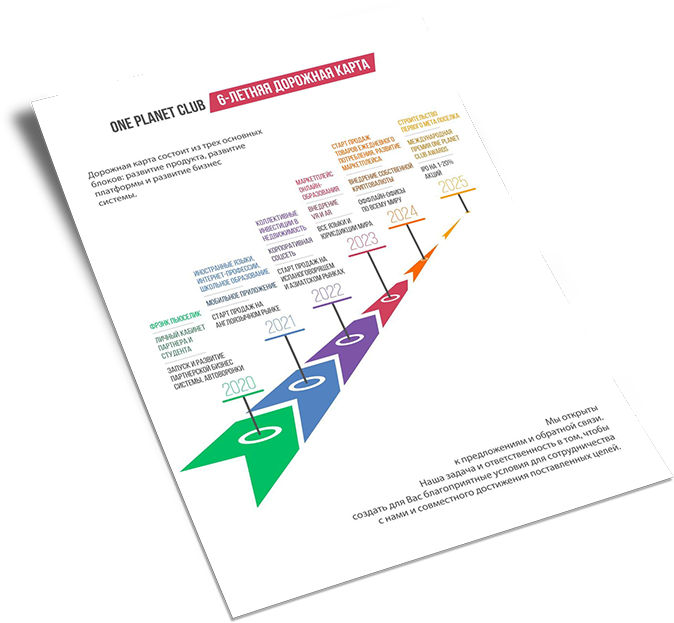 ONE PLANET CLUB 6-ЛЕТНЯЯ ДОРОЖНАЯ КАРТА
Дорожная карта состоит из трех основных
блоков: развитие продукта, развитие
платформы и развитие бизнес
системы.
ФРЭНК ПЬЮСЕЛИК
ЛИЧНЫЙ КАБИНЕТ
ПАРТНЕРА И
СТУДЕНТА
ЗАПУСК И РАЗВИТИЕ
ПАРТНЕРСКОЙ БИЗНЕС
СИСТЕМЫ, АВТОВОРОНКИ
2020
ИНОСТРАННЫЕ ЯЗЫКИ,
ИНТЕРНЕТ-ПРОФЕССИИ,
ШКОЛЬНОЕ ОБРАЗОВАНИЕ
МОБИЛЬНОЕ ПРИЛОЖЕНИЕ
СТАРТ ПРОДАЖ НА
АНГЛОЯЗЫЧНОМ РЫНКЕ
2021
КОЛЛЕКТИВНЫЕ
ИНВЕСТИЦИИ В
НЕДВИЖИМОСТЬ
КОРПОРАТИВНАЯ
СОЦСЕТЬ
СТАРТ ПРОДАЖ НА
ИСПАНОГОВОРЯЩЕМ
И АЗИАТСКОМ РЫНКАХ
2022
МАРКЕТПЛЕЙС
ОНЛАЙН-
ОБРАЗОВАНИЯ
ВНЕДРЕНИЕ
VR И AR
ВСЕ ЯЗЫКИ И
ЮРИСДИКЦИИ МИРА
2023
СТАРТ ПРОДАЖ
ТОВАРОВ ЕЖЕДНЕВНОГО
ПОТРЕБЛЕНИЯ, РАЗВИТИЕ
МАРКЕТПЛЕЙСА
ВНЕДРЕНИЕ СОБСТВЕННОЙ
КРИПТОВАЛЮТЫ
ОФФЛАЙН-ОФИСЫ
ПО ВСЕМУ МИРУ
2024
СТРОИТЕЛЬСТВО
ПЕРВОГО МЕТА ПОСЕЛКА
МЕЖДУНАРОДНАЯ
ПРЕМИЯ ONE PLANET
CLUB AWARDS
IPO НА 1-20%
АКЦИЙ
2025
Мы открыты
к предложениям и обратной связи.
Наша задача и ответственность в том, чтобы
создать для Вас благоприятные условия для сотрудничества
с нами и совместного достижения поставленных целей.